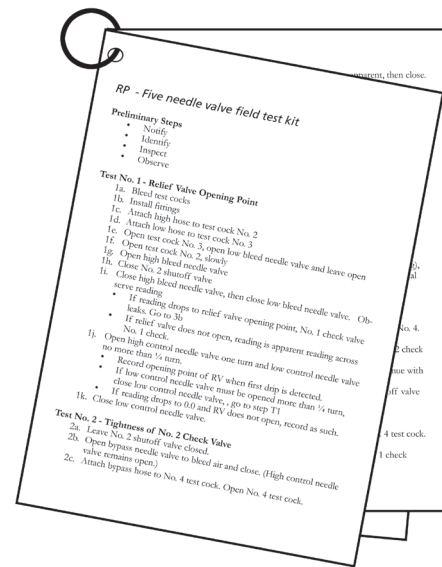 RP - Five needle valve field test kit
Preliminary Steps
• Notify
• Identify
• Inspect
• Observe
Test No. 1 - Relief Valve Opening Point
1a. Bleed test cocks
1b. Install fittings
1c. Attach high hose to test cock No. 2
1d. Attach low hose to test cock No. 3
1e. Open test cock No. 3, open low bleed needle valve and leave open
1f. Open test cock No. 2, slowly
1g. Open high bleed needle valve
1h. Close No. 2 shutoff valve
1i. Close high bleed needle valve, then close low bleed needle valve. Ob-
serve reading
• If reading drops to relief valve opening point, No. 1 check valve
leaks. Go to 3b
• If relief valve does not open, reading is apparent reading across
No. 1 check.
1j. Open high control needle valve one turn and low control needle valve
no more than ¼ turn.
• Record opening point of RV when first drip is detected.
• If low control needle valve must be opened more than ¼ turn,
close low control needle valve, , go to step T1
• If reading drops to 0.0 and RV does not open, record as such.
1k. Close low control needle valve.
Test No. 2 - Tightness of No. 2 Check Valve
2a. Leave No. 2 shutoff valve closed.
2b. Open bypass needle valve to bleed air and close. (High control needle
valve remains open.)
2c. Attach bypass hose to No. 4 test cock. Open No. 4 test cock.
then close.
No. 4.
2 check
nue with
off valve
4 test cock.
1 check